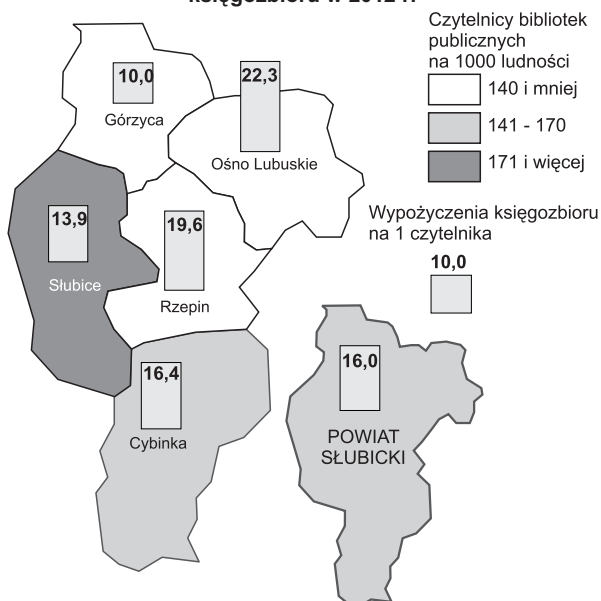 księgozbioru w 2012 r.
Czytelnicy bibliotek
publicznych
na 1000 ludności
140 i mniej
141 - 170
171 i więcej
Wypożyczenia księgozbioru
na 1 czytelnika
10,0
10,0
Górzyca
22,3
Ośno Lubuskie
13,9
Słubice
19,6
Rzepin
16,4
Cybinka
16,0
POWIAT
SŁUBICKI